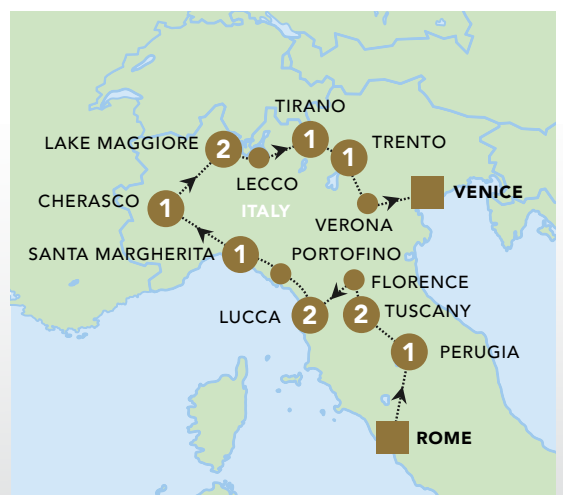 TIRANO
LAKE MAGGIORE
2
1
TRENTO
1
LECCO
CHERASCO
1
ITALY
VENICE
VERONA
SANTA MARGHERITA
1
PORTOFINO
FLORENCE
LUCCA
2
2
TUSCANY
1
PERUGIA
ROME